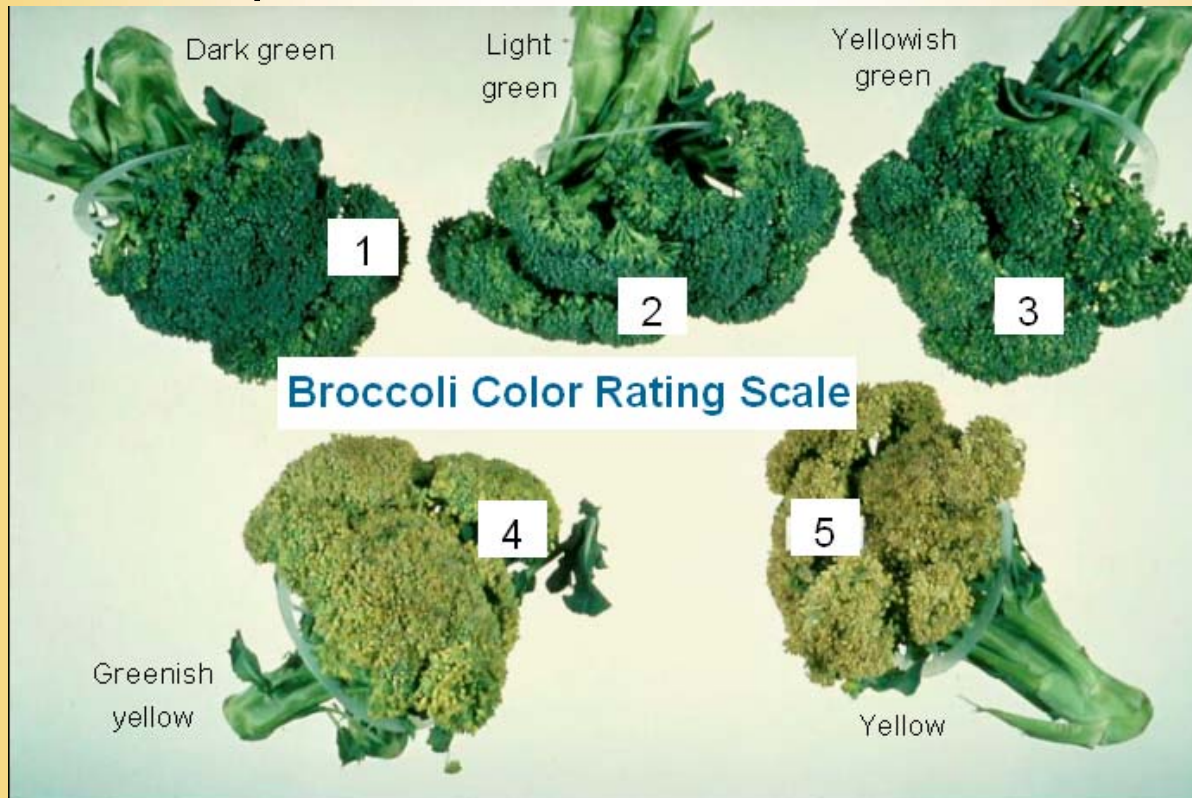 Dark green
Light
green
Yellowish
green
1
2
3
Broccoli Color Rating Scale
4
5
Greenish
yellow
Yellow